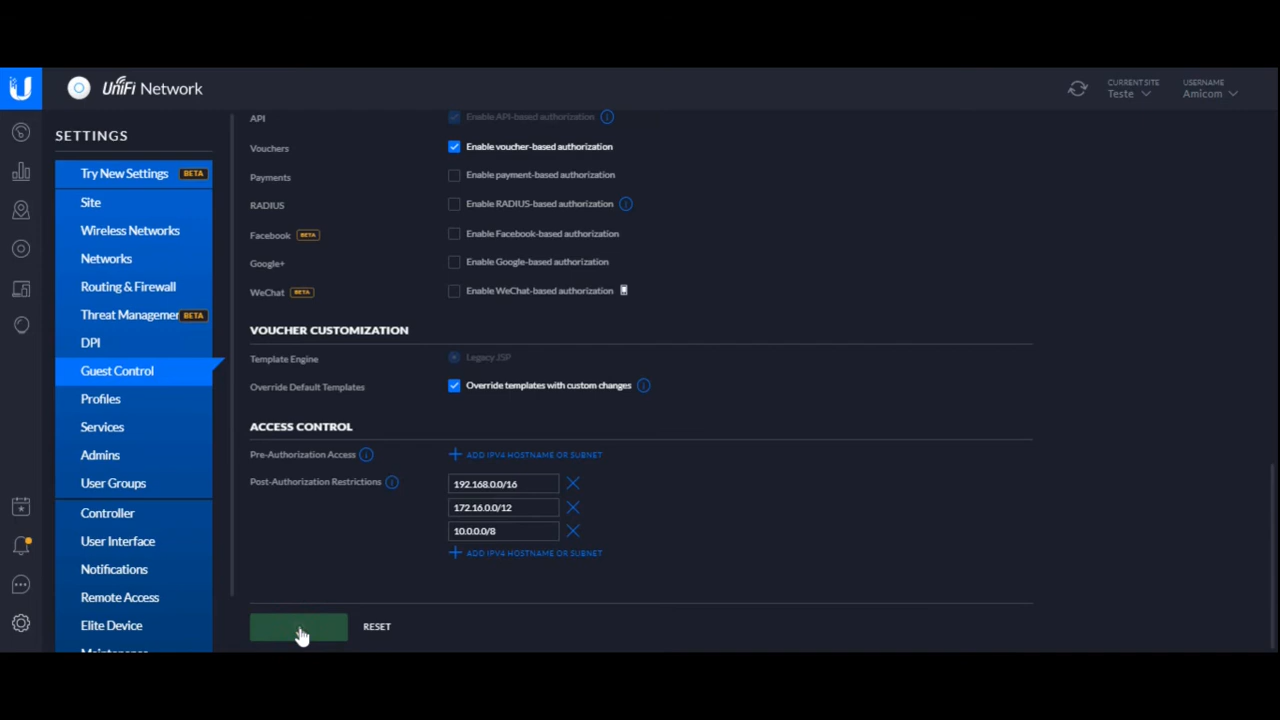 UniFi Network
CURRENT SITE
Teste
USERNAME
Amicom
SETTINGS
Try New Settings BETA
Site
Wireless Networks
Networks
Routing & Firewall
Threat Managemer BETA
DPI
Guest Control
Profiles
Services
Admins
User Groups
Controller
User Interface
Notifications
Remote Access
Elite Device
Maintenance
API Enable API-based authorization
Vouchers Enable voucher-based authorization
Payments Enable payment-based authorization
RADIUS Enable RADIUS-based authorization
Facebook BETA Enable Facebook-based authorization
Google+ Enable Google-based authorization
WeChat BETA Enable WeChat-based authorization
VOUCHER CUSTOMIZATION
Template Engine Legacy JSP
Override Default Templates Override templates with custom changes
ACCESS CONTROL
Pre-Authorization Access ADD IPV4 HOSTNAME OR SUBNET
Post-Authorization Restrictions 192.168.0.0/16
172.16.0.0/12
10.0.0.0/8
ADD IPV4 HOSTNAME OR SUBNET
RESET